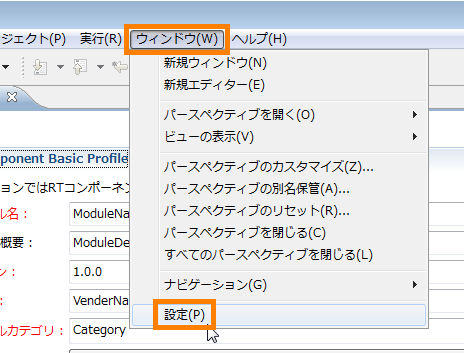 ジェクト(P) 実行(R) ウィンドウ(W) ヘルプ(H)
新規ウィンドウ(N)
新規エディター(E)
パースペクティブを開く(O)
ビューの表示(V)
パースペクティブのカスタマイズ(Z)...
パースペクティブの別名保管(A)...
パースペクティブのリセット(R)...
パースペクティブを閉じる(C)
すべてのパースペクティブを閉じる(L)
ナビゲーション(G)
設定(P)
ponent Basic Profile
ョンではRTコンポーネン
ル名： ModuleNa
概要： ModuleDe
ン： 1.0.0
： VenderNa
ルカテゴリ： Category